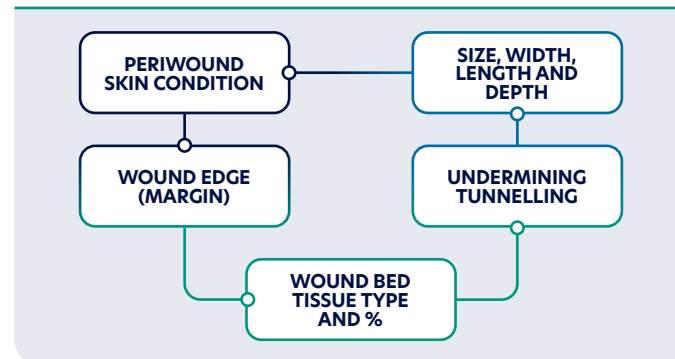 PERIWOUND
SKIN CONDITION
SIZE, WIDTH,
LENGTH AND
DEPTH
WOUND EDGE
(MARGIN)
UNDERMINING
TUNNELLING
WOUND BED
TISSUE TYPE
AND %